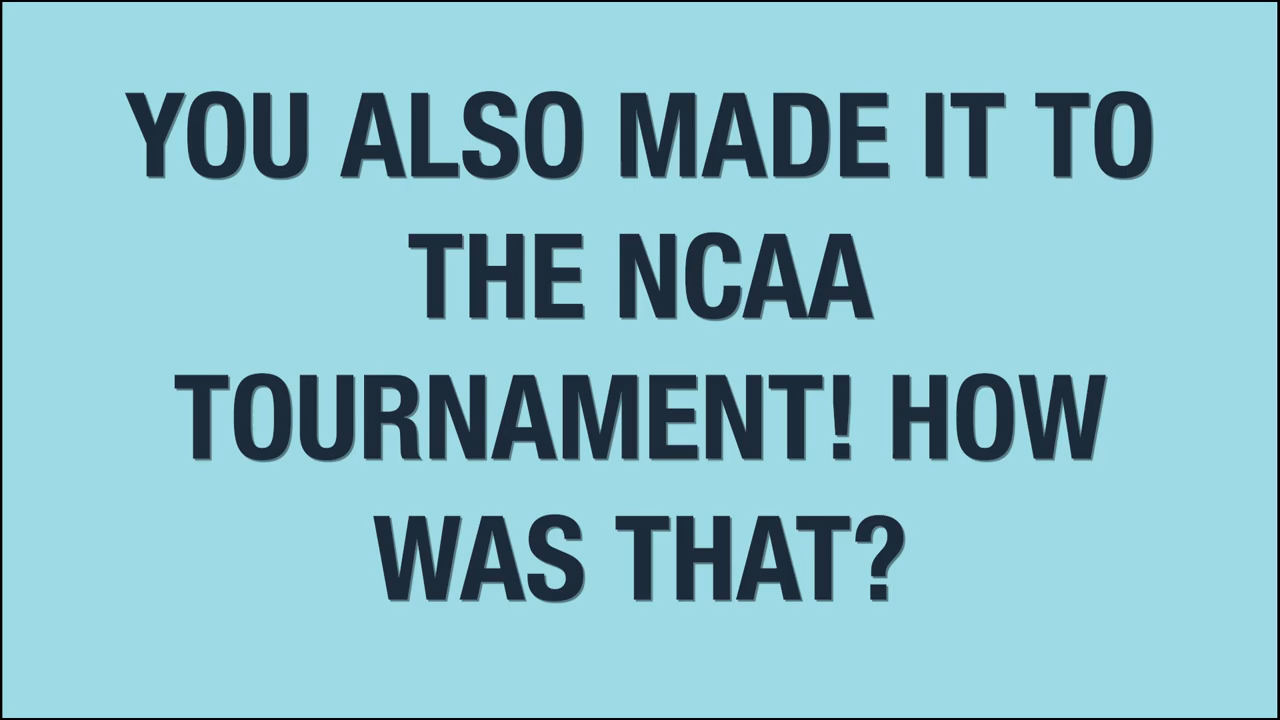 YOU ALSO MADE IT TO
THE NCAA
TOURNAMENT! HOW
WAS THAT?